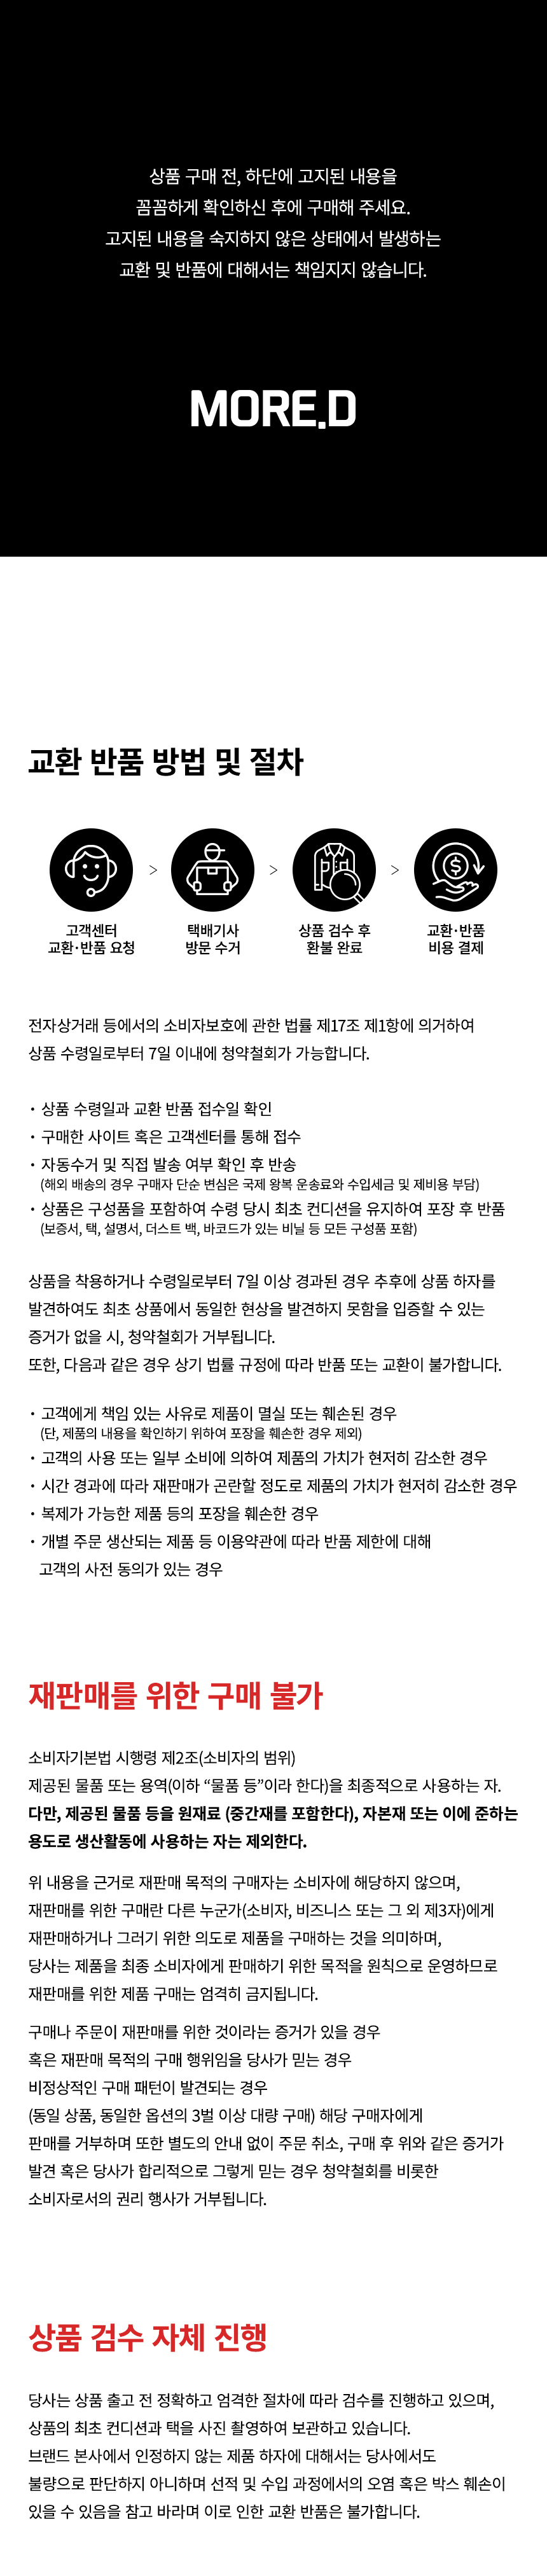 상품 구매 전, 하단에 고지된 내용을
꼼꼼하게 확인하신 후에 구매해 주세요.
고지된 내용을 숙지하지 않은 상태에서 발생하는
교환 및 반품에 대해서는 책임지지 않습니다.
MORE.D
교환 반품 방법 및 절차
고객센터
교환·반품 요청
>
택배기사
방문 수거
>
상품 검수 후
환불 완료
>
교환·반품
비용 결제
전자상거래 등에서의 소비자보호에 관한 법률 제17조 제1항에 의거하여
상품 수령일로부터 7일 이내에 청약철회가 가능합니다.
· 상품 수령일과 교환 반품 접수일 확인
· 구매한 사이트 혹은 고객센터를 통해 접수
· 자동수거 및 직접 발송 여부 확인 후 반송
(해외 배송의 경우 구매자 단순 변심은 국제 왕복 운송료와 수입세금 및 제비용 부담)
· 상품은 구성품을 포함하여 수령 당시 최초 컨디션을 유지하여 포장 후 반품
(보증서, 택, 설명서, 더스트 백, 바코드가 있는 비닐 등 모든 구성품 포함)
상품을 착용하거나 수령일로부터 7일 이상 경과된 경우 추후에 상품 하자를
발견하여도 최초 상품에서 동일한 현상을 발견하지 못함을 입증할 수 있는
증거가 없을 시, 청약철회가 거부됩니다.
또한, 다음과 같은 경우 상기 법률 규정에 따라 반품 또는 교환이 불가합니다.
· 고객에게 책임 있는 사유로 제품이 멸실 또는 훼손된 경우
(단, 제품의 내용을 확인하기 위하여 포장을 훼손한 경우 제외)
· 고객의 사용 또는 일부 소비에 의하여 제품의 가치가 현저히 감소한 경우
· 시간 경과에 따라 재판매가 곤란할 정도로 제품의 가치가 현저히 감소한 경우
· 복제가 가능한 제품 등의 포장을 훼손한 경우
· 개별 주문 생산되는 제품 등 이용약관에 따라 반품 제한에 대해
고객의 사전 동의가 있는 경우
재판매를 위한 구매 불가
소비자기본법 시행령 제2조(소비자의 범위)
제공된 물품 또는 용역(이하 “물품 등”이라 한다)을 최종적으로 사용하는 자.
다만, 제공된 물품 등을 원재료 (중간재를 포함한다), 자본재 또는 이에 준하는
용도로 생산활동에 사용하는 자는 제외한다.
위 내용을 근거로 재판매 목적의 구매자는 소비자에 해당하지 않으며,
재판매를 위한 구매란 다른 누군가(소비자, 비즈니스 또는 그 외 제3자)에게
재판매하거나 그러기 위한 의도로 제품을 구매하는 것을 의미하며,
당사는 제품을 최종 소비자에게 판매하기 위한 목적을 원칙으로 운영하므로
재판매를 위한 제품 구매는 엄격히 금지됩니다.
구매나 주문이 재판매를 위한 것이라는 증거가 있을 경우
혹은 재판매 목적의 구매 행위임을 당사가 믿는 경우
비정상적인 구매 패턴이 발견되는 경우
(동일 상품, 동일한 옵션의 3벌 이상 대량 구매) 해당 구매자에게
판매를 거부하며 또한 별도의 안내 없이 주문 취소, 구매 후 위와 같은 증거가
발견 혹은 당사가 합리적으로 그렇게 믿는 경우 청약철회를 비롯한
소비자로서의 권리 행사가 거부됩니다.
상품 검수 자체 진행
당사는 상품 출고 전 정확하고 엄격한 절차에 따라 검수를 진행하고 있으며,
상품의 최초 컨디션과 택을 사진 촬영하여 보관하고 있습니다.
브랜드 본사에서 인정하지 않는 제품 하자에 대해서는 당사에서도
불량으로 판단하지 아니하며 선적 및 수입 과정에서의 오염 혹은 박스 훼손이
있을 수 있음을 참고 바라며 이로 인한 교환 반품은 불가합니다.